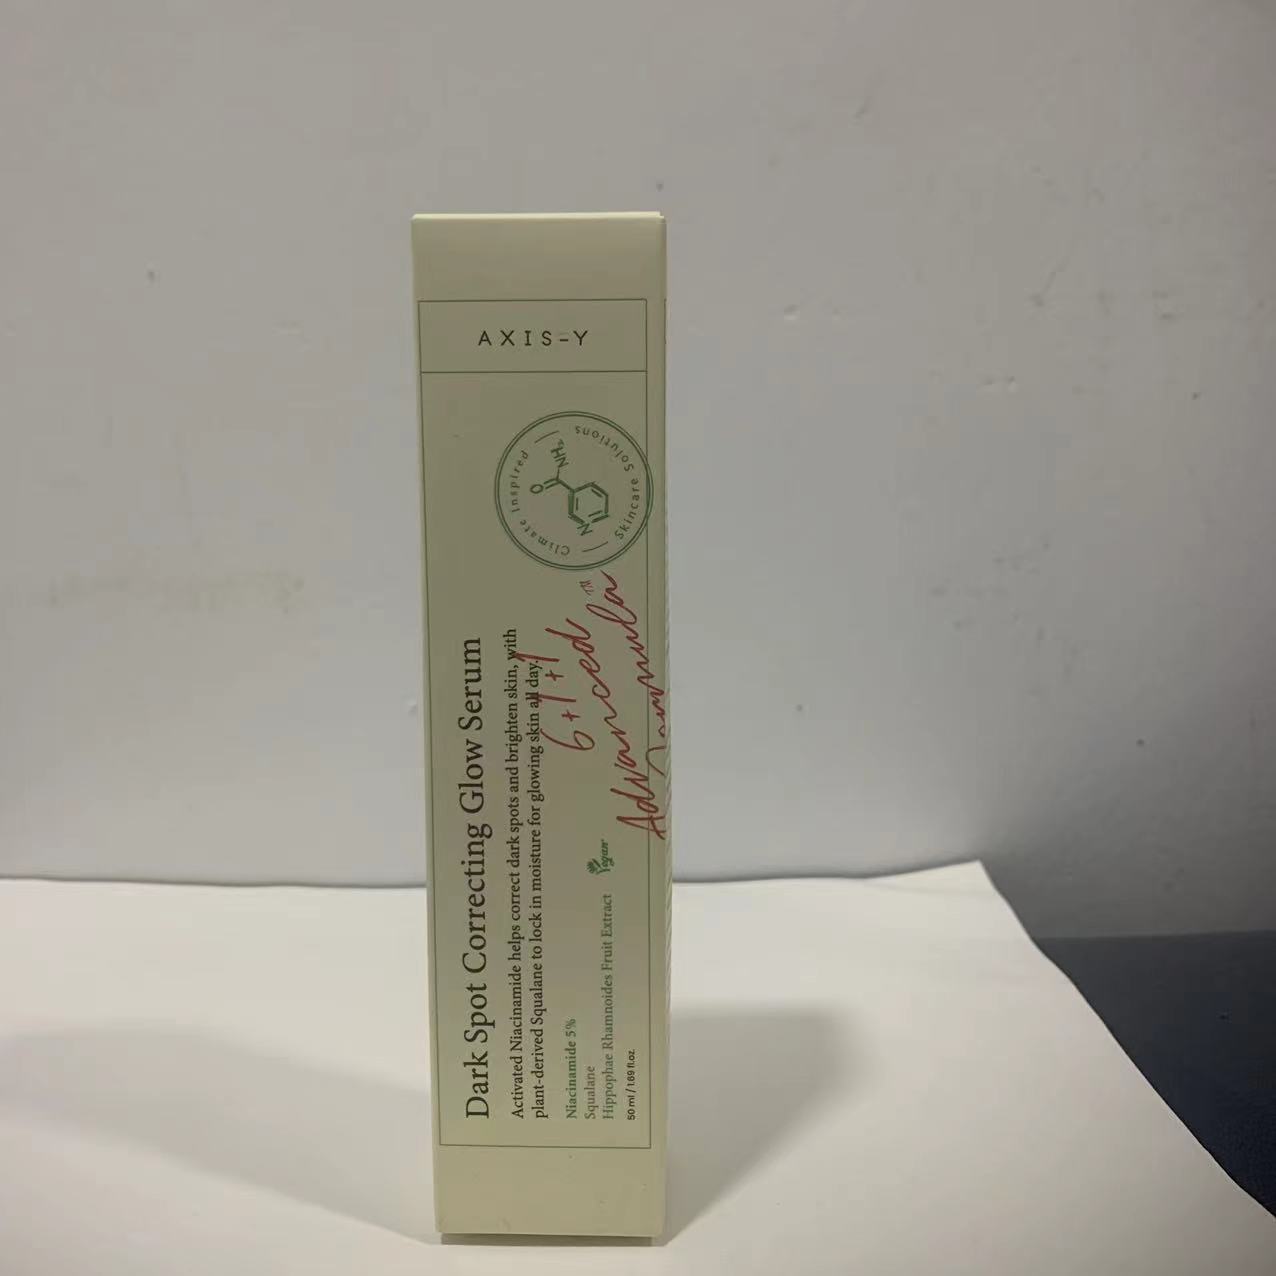 AXIS-Y
Climate Inspired
Skincare Solutions
O
NH₂
N
Dark Spot Correcting Glow Serum
Activated Niacinamide helps correct dark spots and brighten skin, with
plant-derived Squalane to lock in moisture for glowing skin all day.
6+1+1
Advanced
Formula™
Niacinamide 5%
Squalane
Hippophae Rhamnoides Fruit Extract
Vegan
50 ml / 1.69 fl.oz.